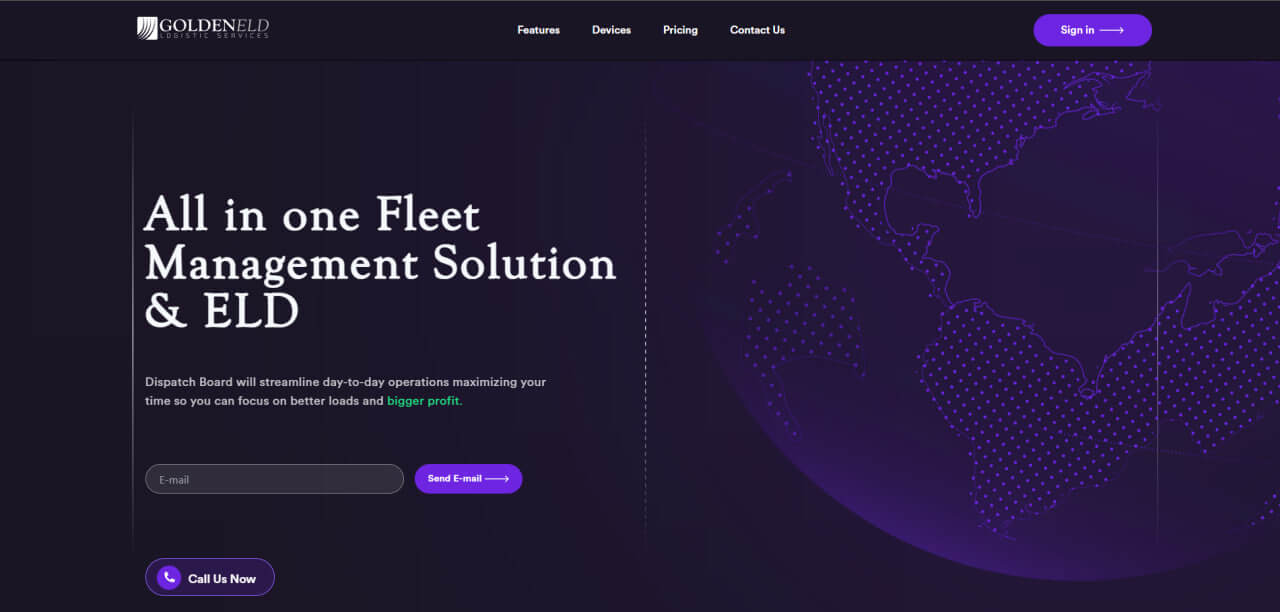 GOLDENELD
LOGISTIC SERVICES
Features
Devices
Pricing
Contact Us
Sign in
All in one Fleet
Management Solution
& ELD
Dispatch Board will streamline day-to-day operations maximizing your
time so you can focus on better loads and bigger profit.
E-mail
Send E-mail
Call Us Now